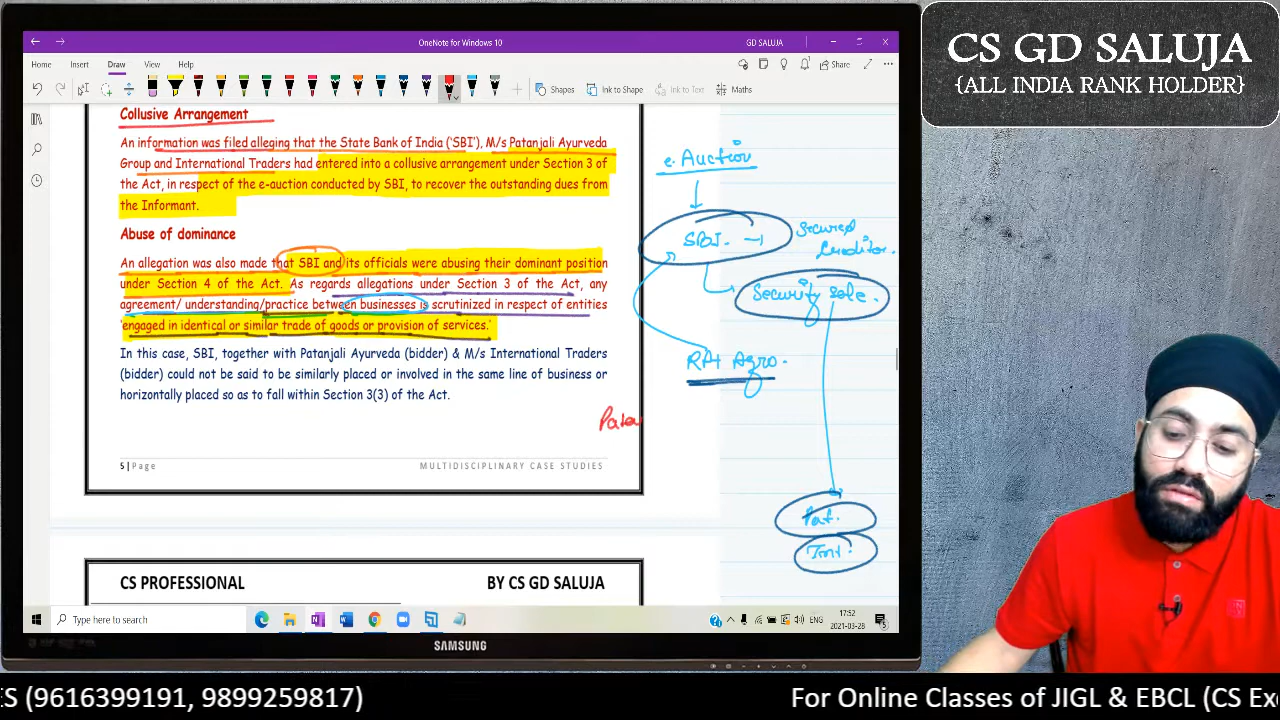 OneNote for Windows 10
GD SALUJA
Home Insert Draw View Help
Share
Shapes
Ink to Shape
Ink to Text
Maths
CS GD SALUJA
{ALL INDIA RANK HOLDER}
Collusive Arrangement
An information was filed alleging that the State Bank of India ('SBI'), M/s Patanjali Ayurveda
Group and International Traders had entered into a collusive arrangement under Section 3 of
the Act, in respect of the e-auction conducted by SBI, to recover the outstanding dues from
the Informant.
Abuse of dominance
An allegation was also made that SBI and its officials were abusing their dominant position
under Section 4 of the Act. As regards allegations under Section 3 of the Act, any
agreement/ understanding/practice between businesses is scrutinized in respect of entities
'engaged in identical or similar trade of goods or provision of services.'
In this case, SBI, together with Patanjali Ayurveda (bidder) & M/s International Traders
(bidder) could not be said to be similarly placed or involved in the same line of business or
horizontally placed so as to fall within Section 3(3) of the Act.
5|Page
MULTIDISCIPLINARY CASE STUDIES
e-Auction
SBI.
Secured
Creditor.
Security sale.
RH Agro.
Pat.
CS PROFESSIONAL
BY CS GD SALUJA
Type here to search
ENG
17:52
2021-03-28
5
SAMSUNG
ES (9616399191, 9899259817)
For Online Classes of JIGL & EBCL (CS Exe